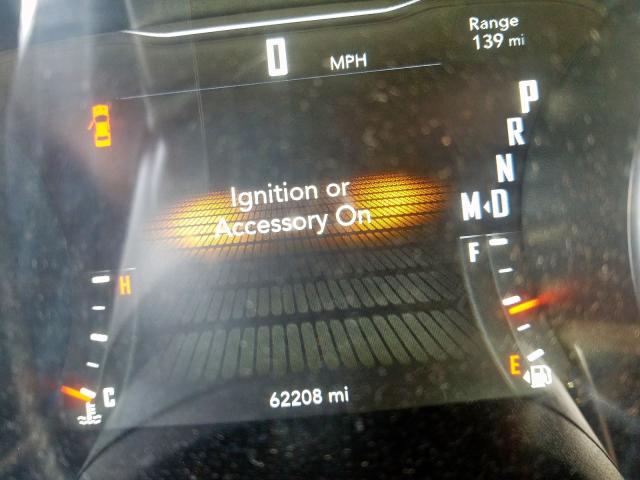 Range
139 mi
0 MPH
P
R
N
M D
Ignition or
Accessory On
H
C
F
E
62208 mi